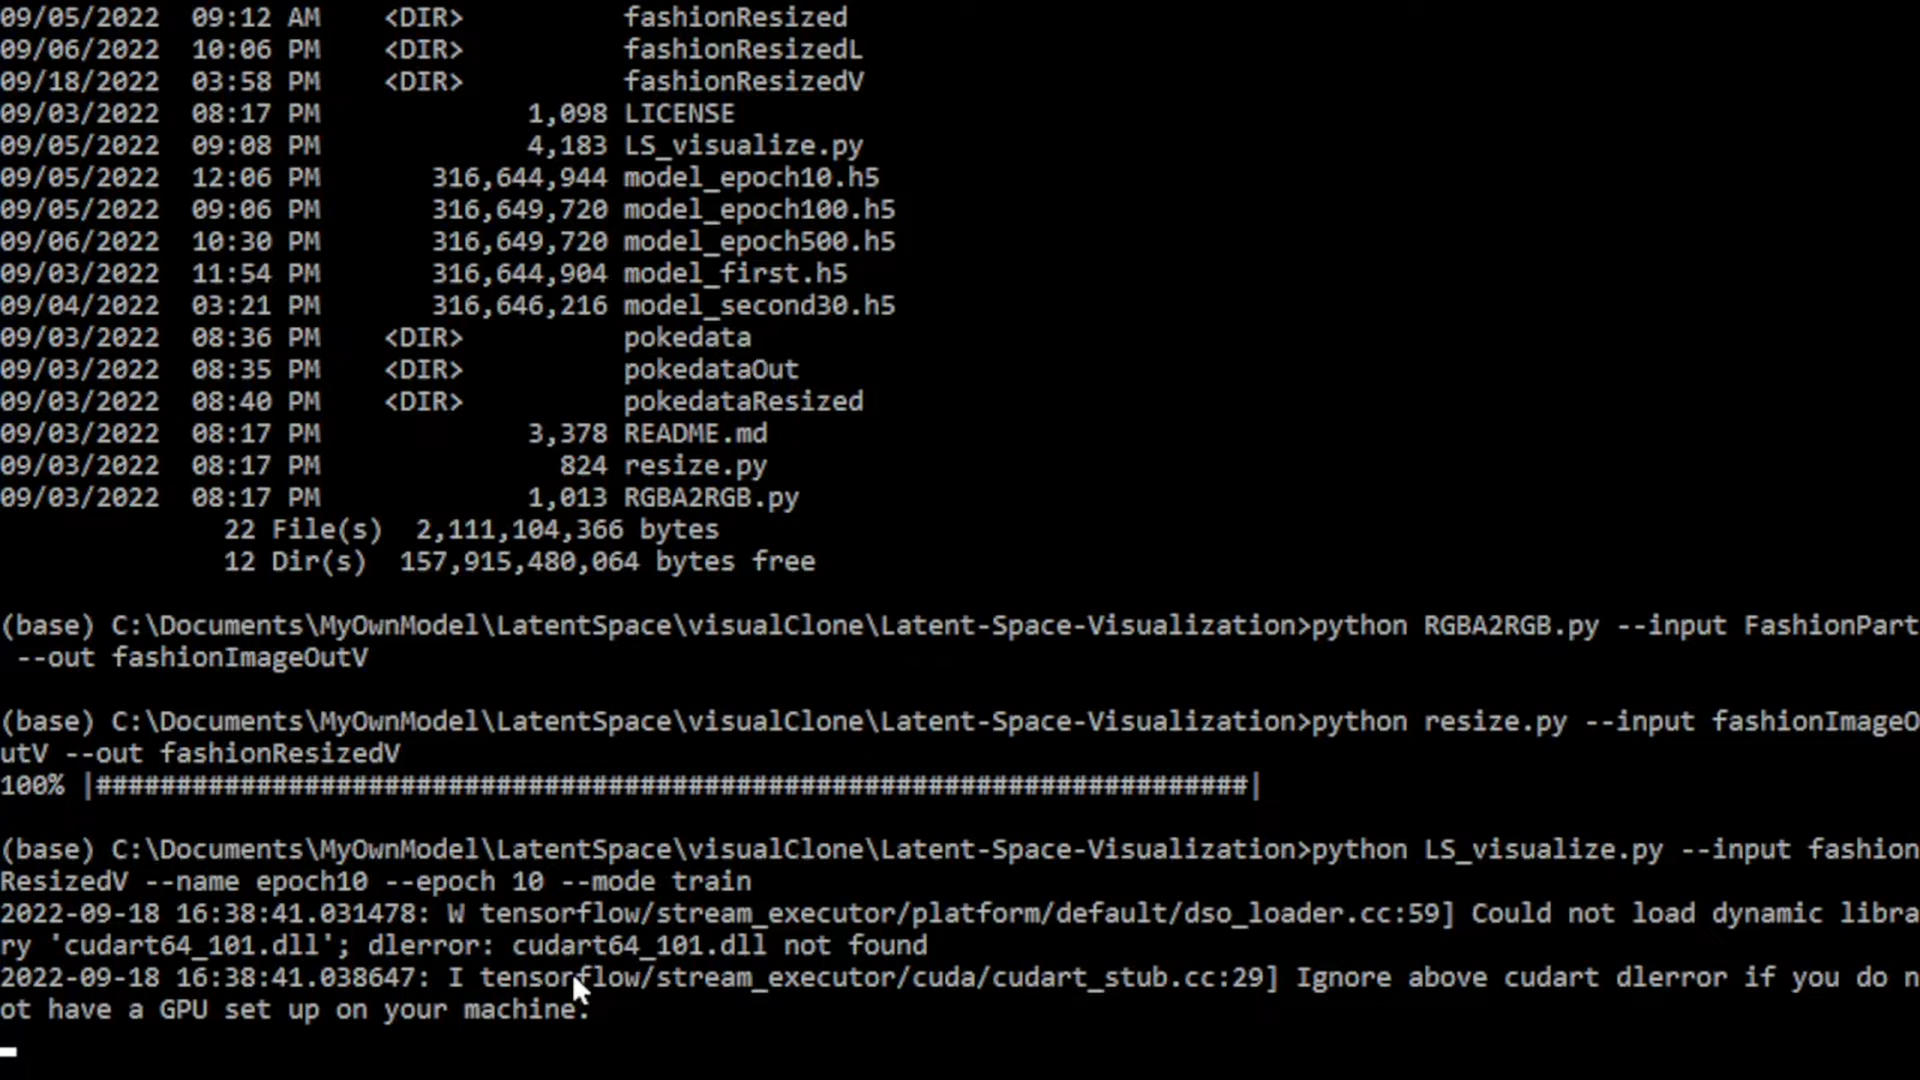 09/05/2022  09:12 AM    <DIR>          fashionResized
09/06/2022  10:06 PM    <DIR>          fashionResizedL
09/18/2022  03:58 PM    <DIR>          fashionResizedV
09/03/2022  08:17 PM             1,098 LICENSE
09/05/2022  09:08 PM             4,183 LS_visualize.py
09/05/2022  12:06 PM       316,644,944 model_epoch10.h5
09/05/2022  09:06 PM       316,649,720 model_epoch100.h5
09/06/2022  10:30 PM       316,649,720 model_epoch500.h5
09/03/2022  11:54 PM       316,644,904 model_first.h5
09/04/2022  03:21 PM       316,646,216 model_second30.h5
09/03/2022  08:36 PM    <DIR>          pokedata
09/03/2022  08:35 PM    <DIR>          pokedataOut
09/03/2022  08:40 PM    <DIR>          pokedataResized
09/03/2022  08:17 PM             3,378 README.md
09/03/2022  08:17 PM               824 resize.py
09/03/2022  08:17 PM             1,013 RGBA2RGB.py
              22 File(s)  2,111,104,366 bytes
              12 Dir(s)  157,915,480,064 bytes free
(base) C:\Documents\MyOwnModel\LatentSpace\visualClone\Latent-Space-Visualization>python RGBA2RGB.py --input FashionPart
 --out fashionImageOutV
(base) C:\Documents\MyOwnModel\LatentSpace\visualClone\Latent-Space-Visualization>python resize.py --input fashionImageO
utV --out fashionResizedV
100% |########################################################################|
(base) C:\Documents\MyOwnModel\LatentSpace\visualClone\Latent-Space-Visualization>python LS_visualize.py --input fashion
ResizedV --name epoch10 --epoch 10 --mode train
2022-09-18 16:38:41.031478: W tensorflow/stream_executor/platform/default/dso_loader.cc:59] Could not load dynamic libra
ry 'cudart64_101.dll'; dlerror: cudart64_101.dll not found
2022-09-18 16:38:41.038647: I tensorflow/stream_executor/cuda/cudart_stub.cc:29] Ignore above cudart dlerror if you do n
ot have a GPU set up on your machine.